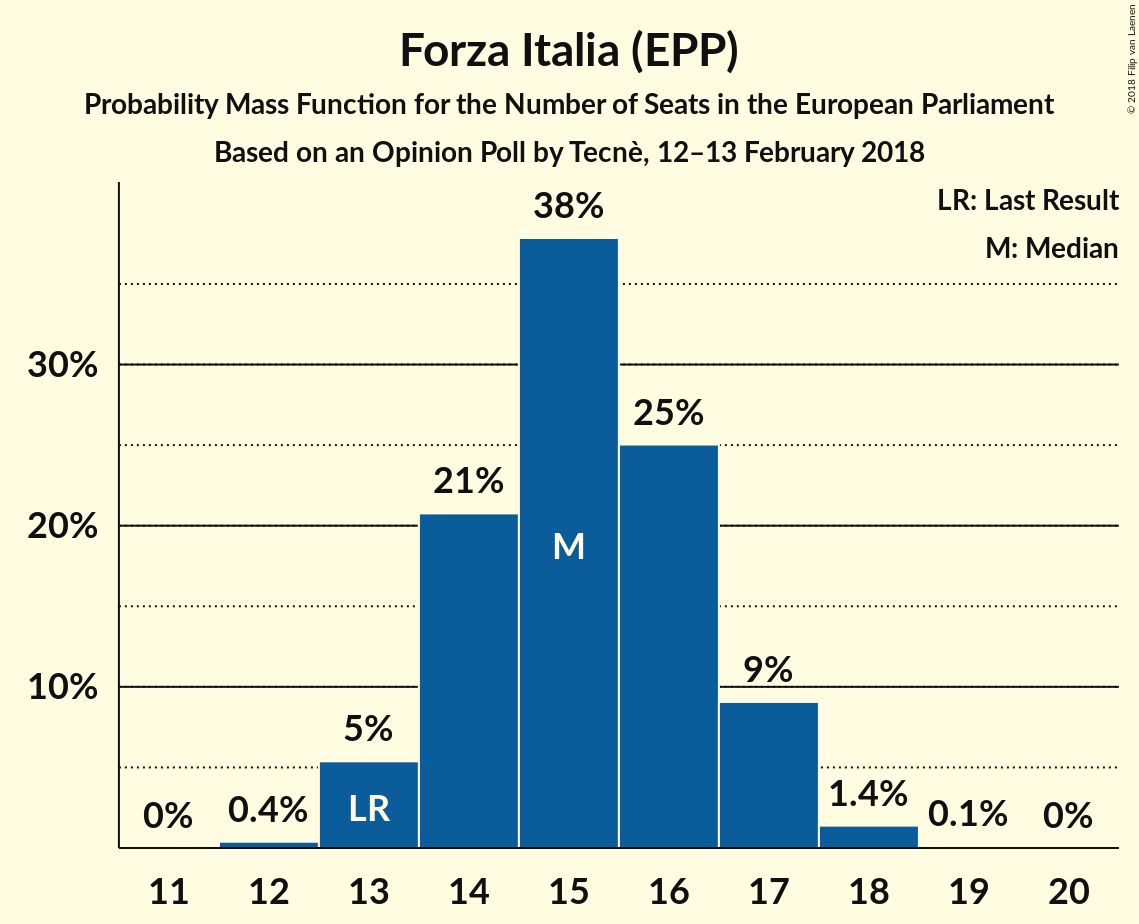 Forza Italia (EPP)
Probability Mass Function for the Number of Seats in the European Parliament
Based on an Opinion Poll by Tecnè, 12–13 February 2018
© 2018 Filip van Laenen
LR: Last Result
M: Median
30%
20%
10%
0%
0.4%
5%
21%
38%
25%
9%
1.4%
0.1%
0%
LR
M
11 12 13 14 15 16 17 18 19 20